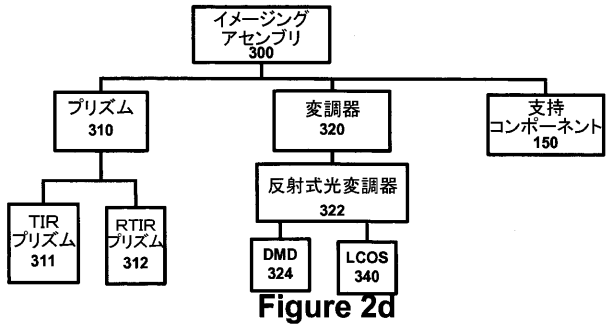 イメージング
アセンブリ
300
プリズム
310
変調器
320
支持
コンポーネント
150
反射式光変調器
322
TIR
プリズム
311
RTIR
プリズム
312
DMD
324
LCOS
340
Figure 2d